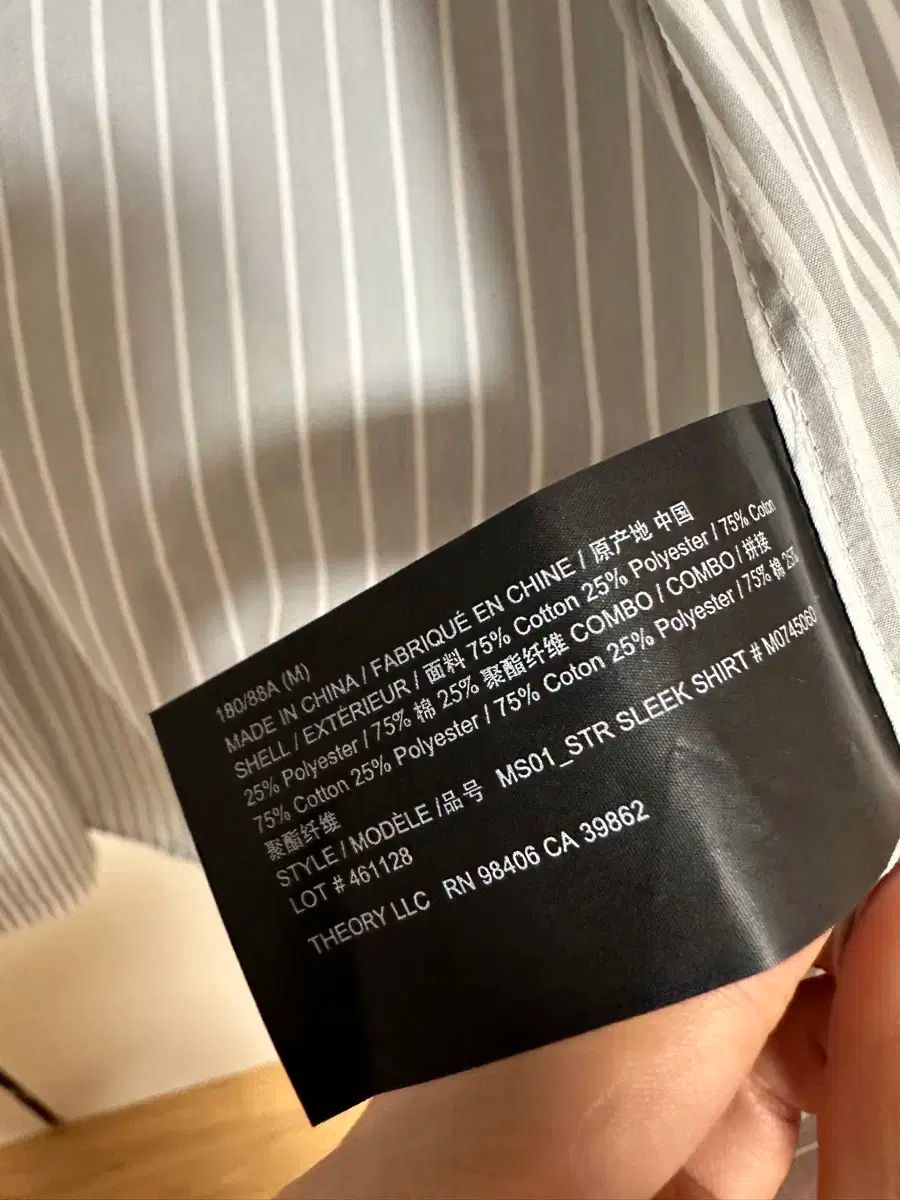 180/88A (M)
MADE IN CHINA / FABRIQUÉ EN CHINE / 原产地 中国
SHELL / EXTÉRIEUR / 面料 75% Cotton 25% Polyester / 75% Coton
25% Polyester / 75% 棉 25% 聚酯纤维 COMBO / COMBO / 拼接
75% Cotton 25% Polyester / 75% Coton 25% Polyester / 75% 棉 25%
聚酯纤维
STYLE / MODÈLE /品号 MS01_STR SLEEK SHIRT # M0745060
LOT # 461128
THEORY LLC RN 98406 CA 39862